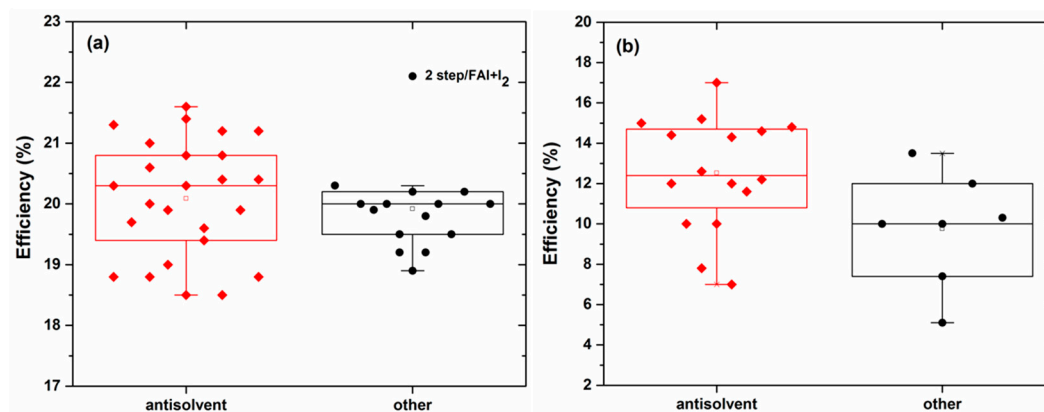 (a)
2 step/FAI+I2
Efficiency (%)
23
22
21
20
19
18
17
antisolvent
other
(b)
Efficiency (%)
20
18
16
14
12
10
8
6
4
2
antisolvent
other